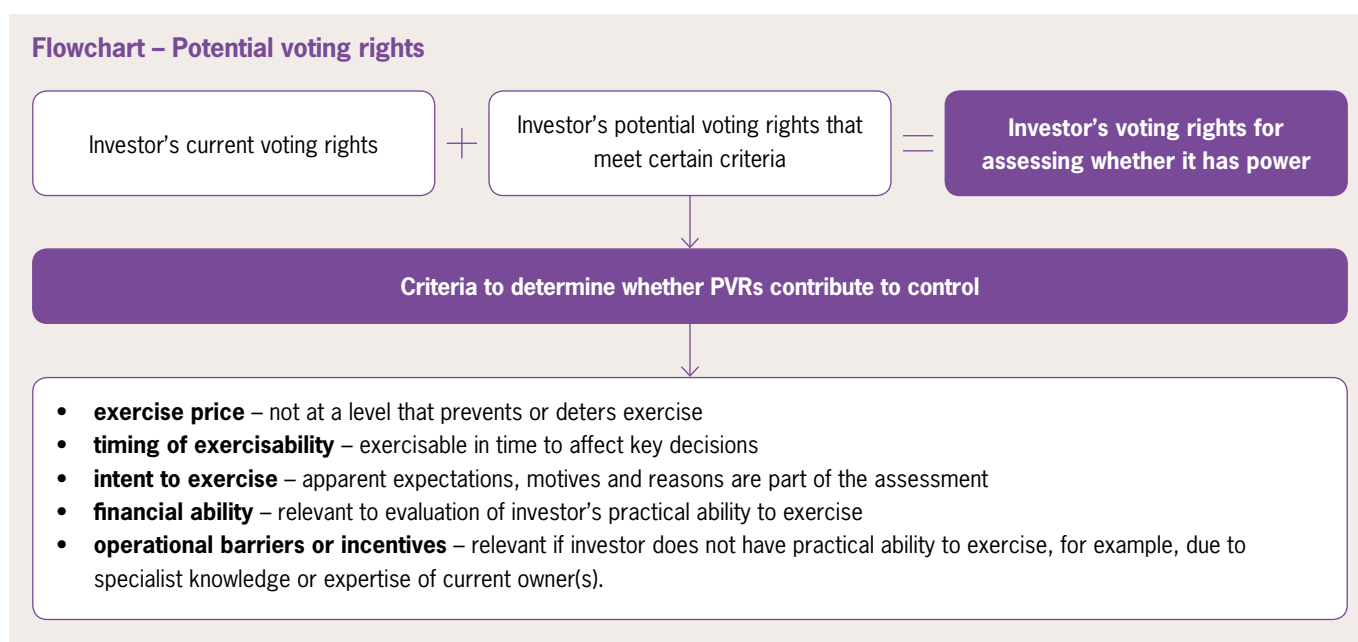 Flowchart – Potential voting rights
Investor's current voting rights
+
Investor's potential voting rights that
meet certain criteria
=
Investor's voting rights for
assessing whether it has power
Criteria to determine whether PVRs contribute to control
• exercise price – not at a level that prevents or deters exercise
• timing of exercisability – exercisable in time to affect key decisions
• intent to exercise – apparent expectations, motives and reasons are part of the assessment
• financial ability – relevant to evaluation of investor's practical ability to exercise
• operational barriers or incentives – relevant if investor does not have practical ability to exercise, for example, due to
specialist knowledge or expertise of current owner(s).